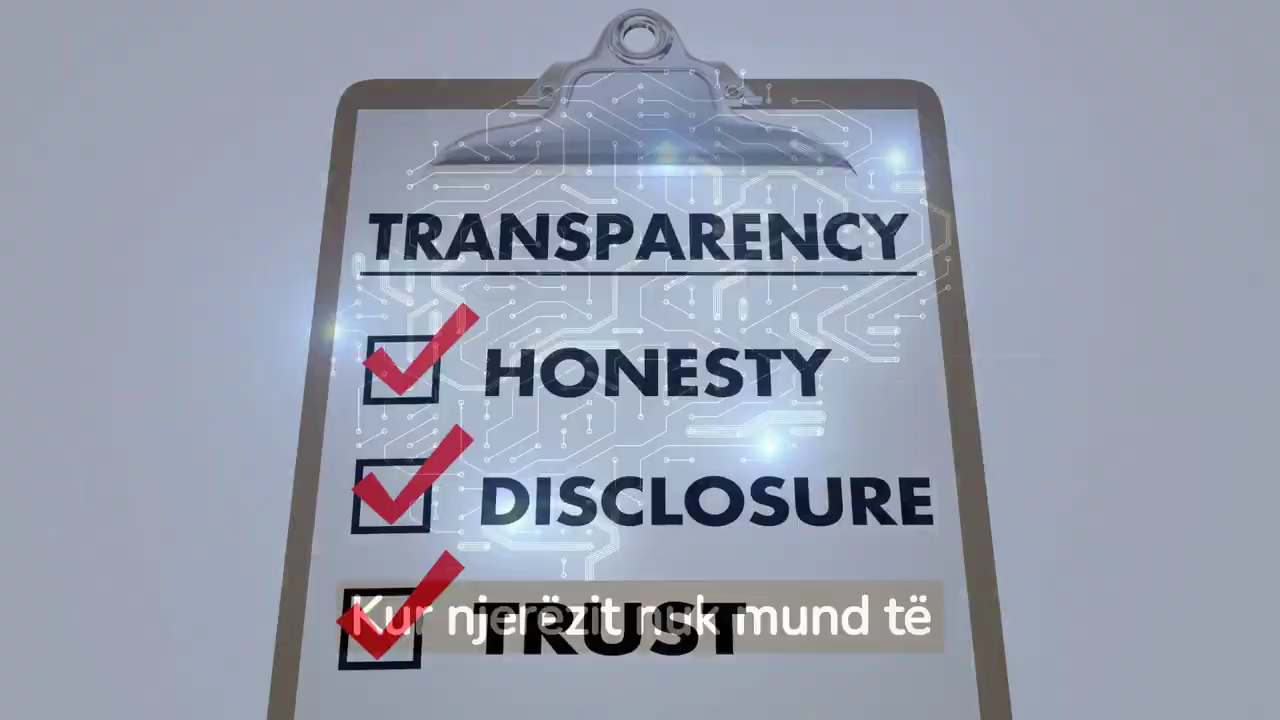 TRANSPARENCY
HONESTY
DISCLOSURE
TRUST
Kur njerëzit nuk mund të